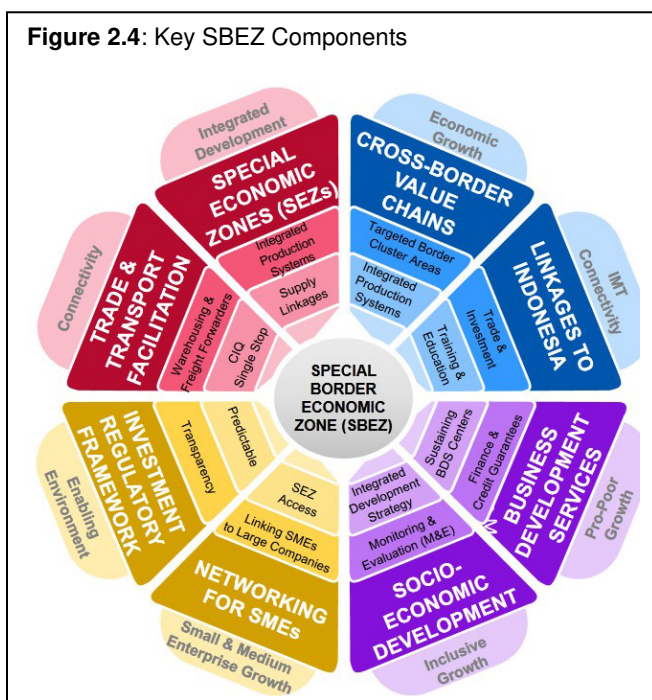 Figure 2.4: Key SBEZ Components
Integrated
Development
SPECIAL
ECONOMIC
ZONES (SEZs)
Integrated
Production
Systems
Supply
Linkages
Economic
Growth
CROSS-BORDER
VALUE
CHAINS
Targeted Border
Cluster Areas
Integrated
Production
Systems
IMT
Connectivity
LINKAGES TO
INDONESIA
Trade &
Investment
Training &
Education
Pro-Poor
Growth
BUSINESS
DEVELOPMENT
SERVICES
Finance &
Credit Guarantees
Sustaining
BDS Centers
Integrated
Development
Strategy
Monitoring &
Evaluation (M&E)
M
SOCIO-
ECONOMIC
DEVELOPMENT
Inclusive
Growth
SEZ
Access
Linking SMEs
to Large Companies
NETWORKING
FOR SMEs
Small & Medium
Enterprise Growth
Enabling
Environment
INVESTMENT
REGULATORY
FRAMEWORK
Transparency
Predictable
Connectivity
TRADE &
TRANSPORT
FACILITATION
Warehousing &
Freight Forwarders
CIQ
Single Stop
SPECIAL
BORDER
ECONOMIC
ZONE (SBEZ)